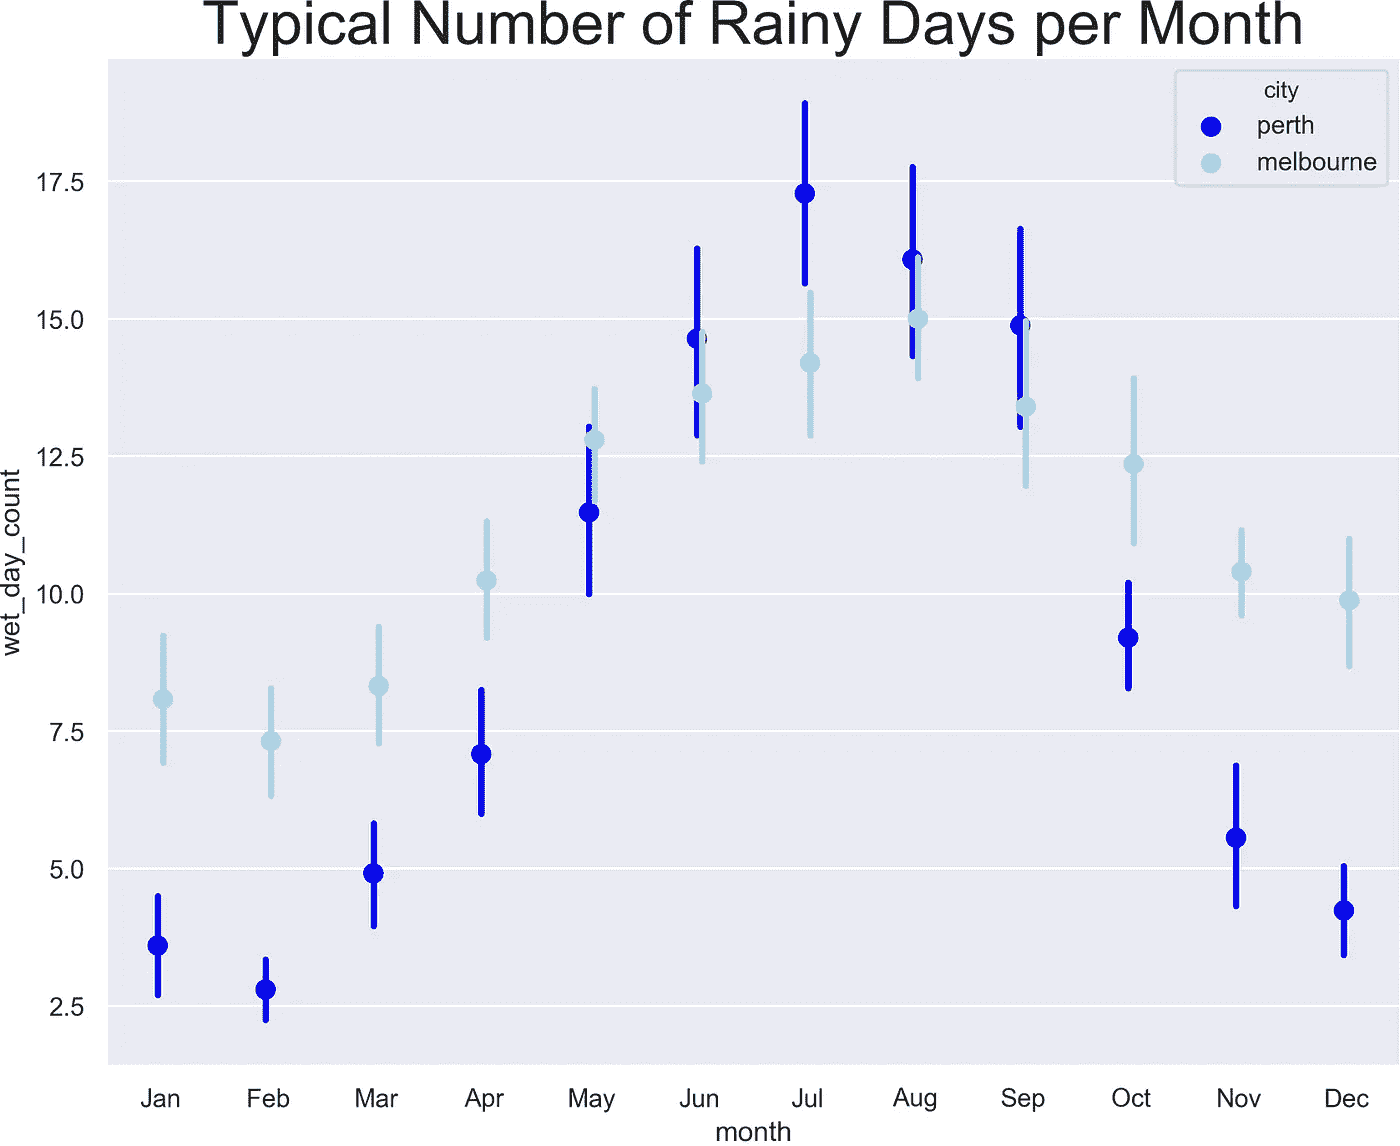 Typical Number of Rainy Days per Month
city
perth
melbourne
17.5
15.0
12.5
10.0
7.5
5.0
2.5
wet_day_count
Jan Feb Mar Apr May Jun Jul Aug Sep Oct Nov Dec
month